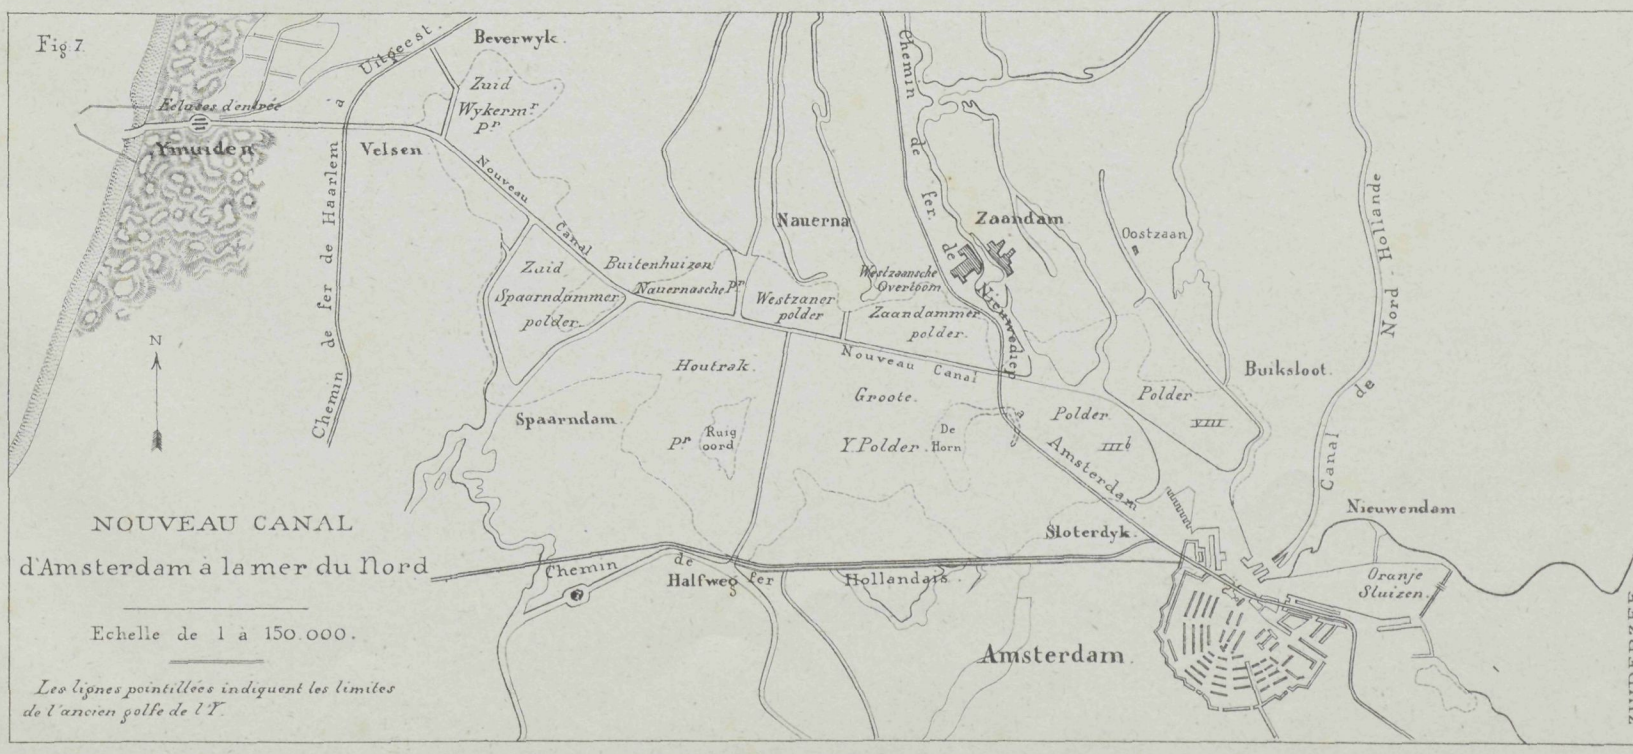 Fig. 7.
Beverwyk.
Uitgeest.
à
Ecluses d'entrée
Ymuiden
Velsen
Chemin de fer de Haarlem
Zuid
Wykermr
Pr
Nouveau Canal
Zuid
Spaarndammer
polder.
Buitenhuizen
Nauernasche Pr
Nauerna
Westzaner
polder
Westzaansche
Overtoom
Zaandammer
polder.
Chemin de fer. de Nieuwediep à Amsterdam
Zaandam
Oostzaan
Nouveau Canal
Buiksloot.
Canal de Nord-Hollande
N
Houtrak.
Pr
Ruig
oord
Spaarndam.
Groote.
Y Polder.
De
Horn
Polder
IIIb
Polder
VIII
Nieuwendam
Sloterdyk.
Oranje
Sluizen.
Chemin de fer Hollandais.
Halfweg
Amsterdam.
ZUIDERZEE
NOUVEAU CANAL
d'Amsterdam à la mer du Nord
Echelle de 1 à 150.000.
Les lignes pointillées indiquent les limites
de l'ancien golfe de l'Y.